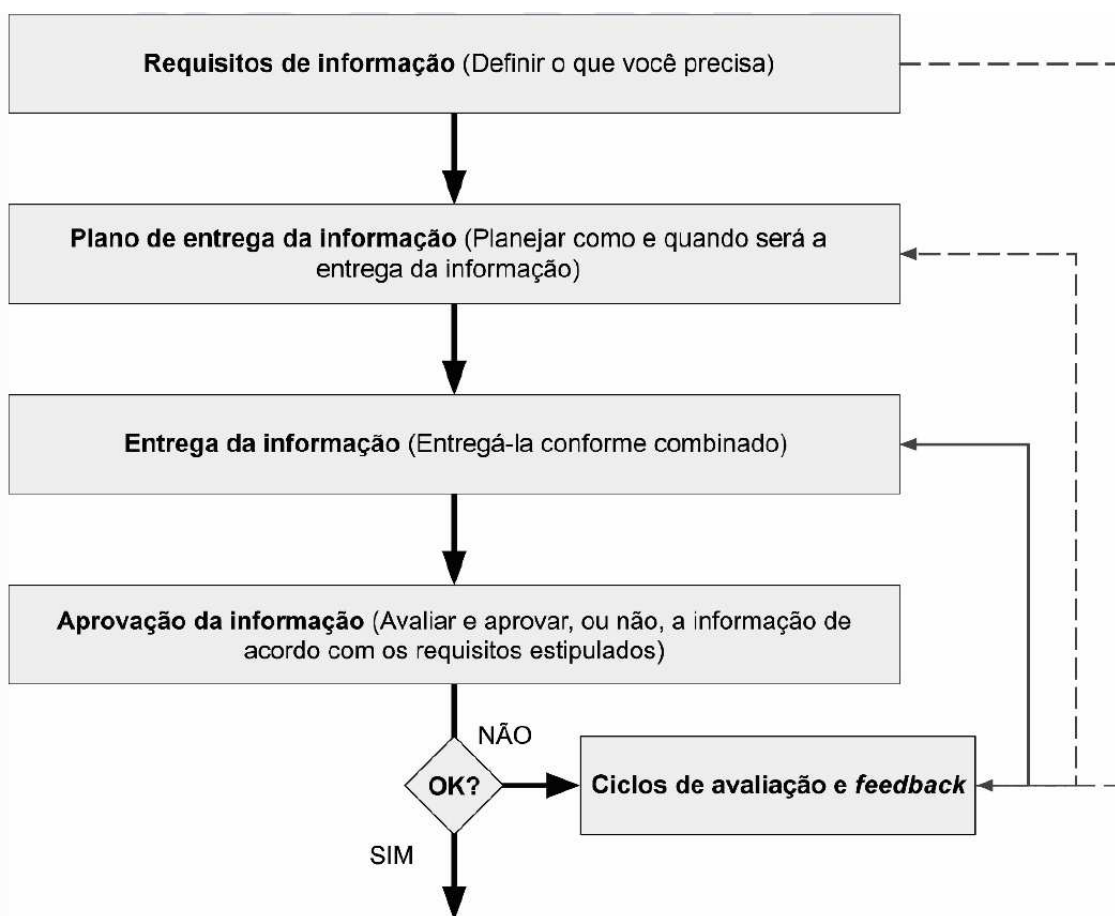 Requisitos de informação (Definir o que você precisa)
Plano de entrega da informação (Planejar como e quando será a
entrega da informação)
Entrega da informação (Entregá-la conforme combinado)
Aprovação da informação (Avaliar e aprovar, ou não, a informação de
acordo com os requisitos estipulados)
NÃO
OK?
Ciclos de avaliação e feedback
SIM